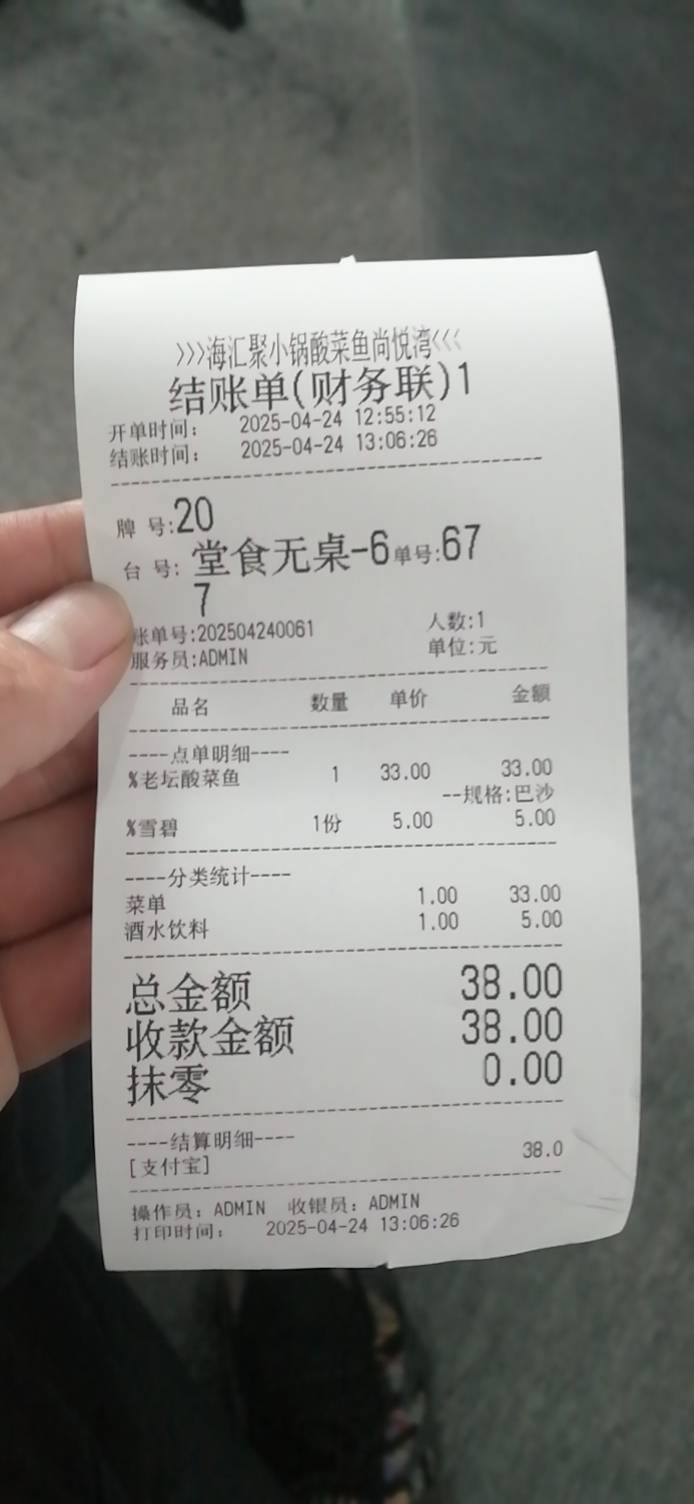 >>>海汇聚小锅酸菜鱼尚悦湾<<<
结账单(财务联)1
开单时间: 2025-04-24 12:55:12
结账时间: 2025-04-24 13:06:26
牌 号:20
台 号: 堂食无桌-6 单号:67
7
账单号:202504240061 人数:1
服务员:ADMIN 单位:元
品名 数量 单价 金额
----点单明细----
%老坛酸菜鱼 1 33.00 33.00
--规格:巴沙
%雪碧 1份 5.00 5.00
----分类统计----
菜单 1.00 33.00
酒水饮料 1.00 5.00
总金额 38.00
收款金额 38.00
抹零 0.00
----结算明细----
[支付宝] 38.0
操作员: ADMIN 收银员: ADMIN
打印时间: 2025-04-24 13:06:26